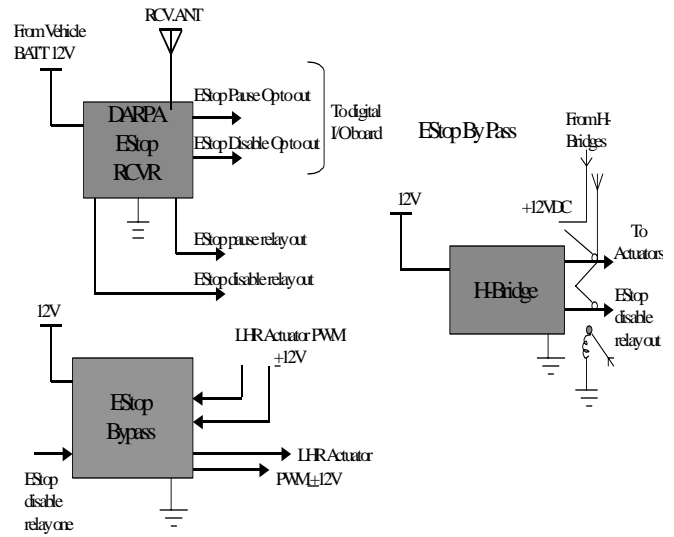 RCV.ANT
From Vehicle
BATT 12V
DARPA
EStop
RCVR
EStop Pause Opto out
EStop Disable Opto out
To digital
I/O board
EStop pause relay out
EStop disable relay out
12V
EStop
Bypass
LHR Actuator PWM
±12V
LHR Actuator
PWM±12V
EStop
disable
relay one
EStop By Pass
From H-
Bridges
12V
+12VDC
H-Bridge
To
Actuators
EStop
disable
relay out